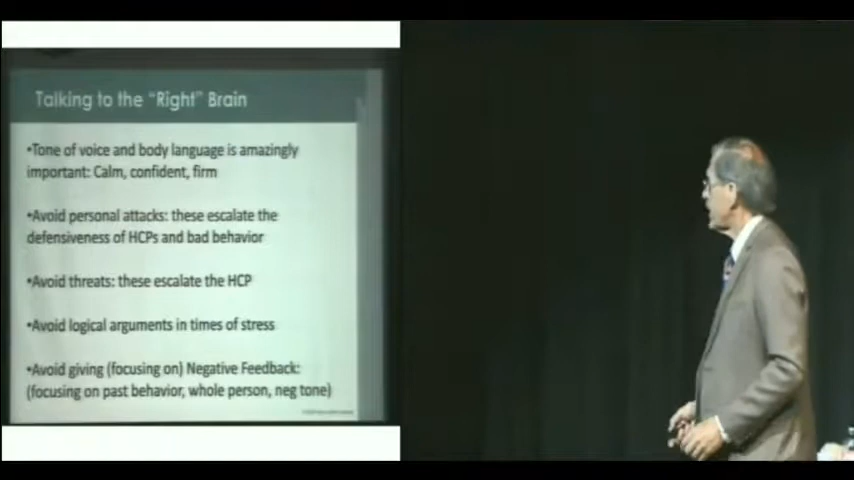 Talking to the "Right" Brain
•Tone of voice and body language is amazingly
important: Calm, confident, firm
•Avoid personal attacks: these escalate the
defensiveness of HCPs and bad behavior
•Avoid threats: these escalate the HCP
•Avoid logical arguments in times of stress
•Avoid giving (focusing on) Negative Feedback:
(focusing on past behavior, whole person, neg tone)